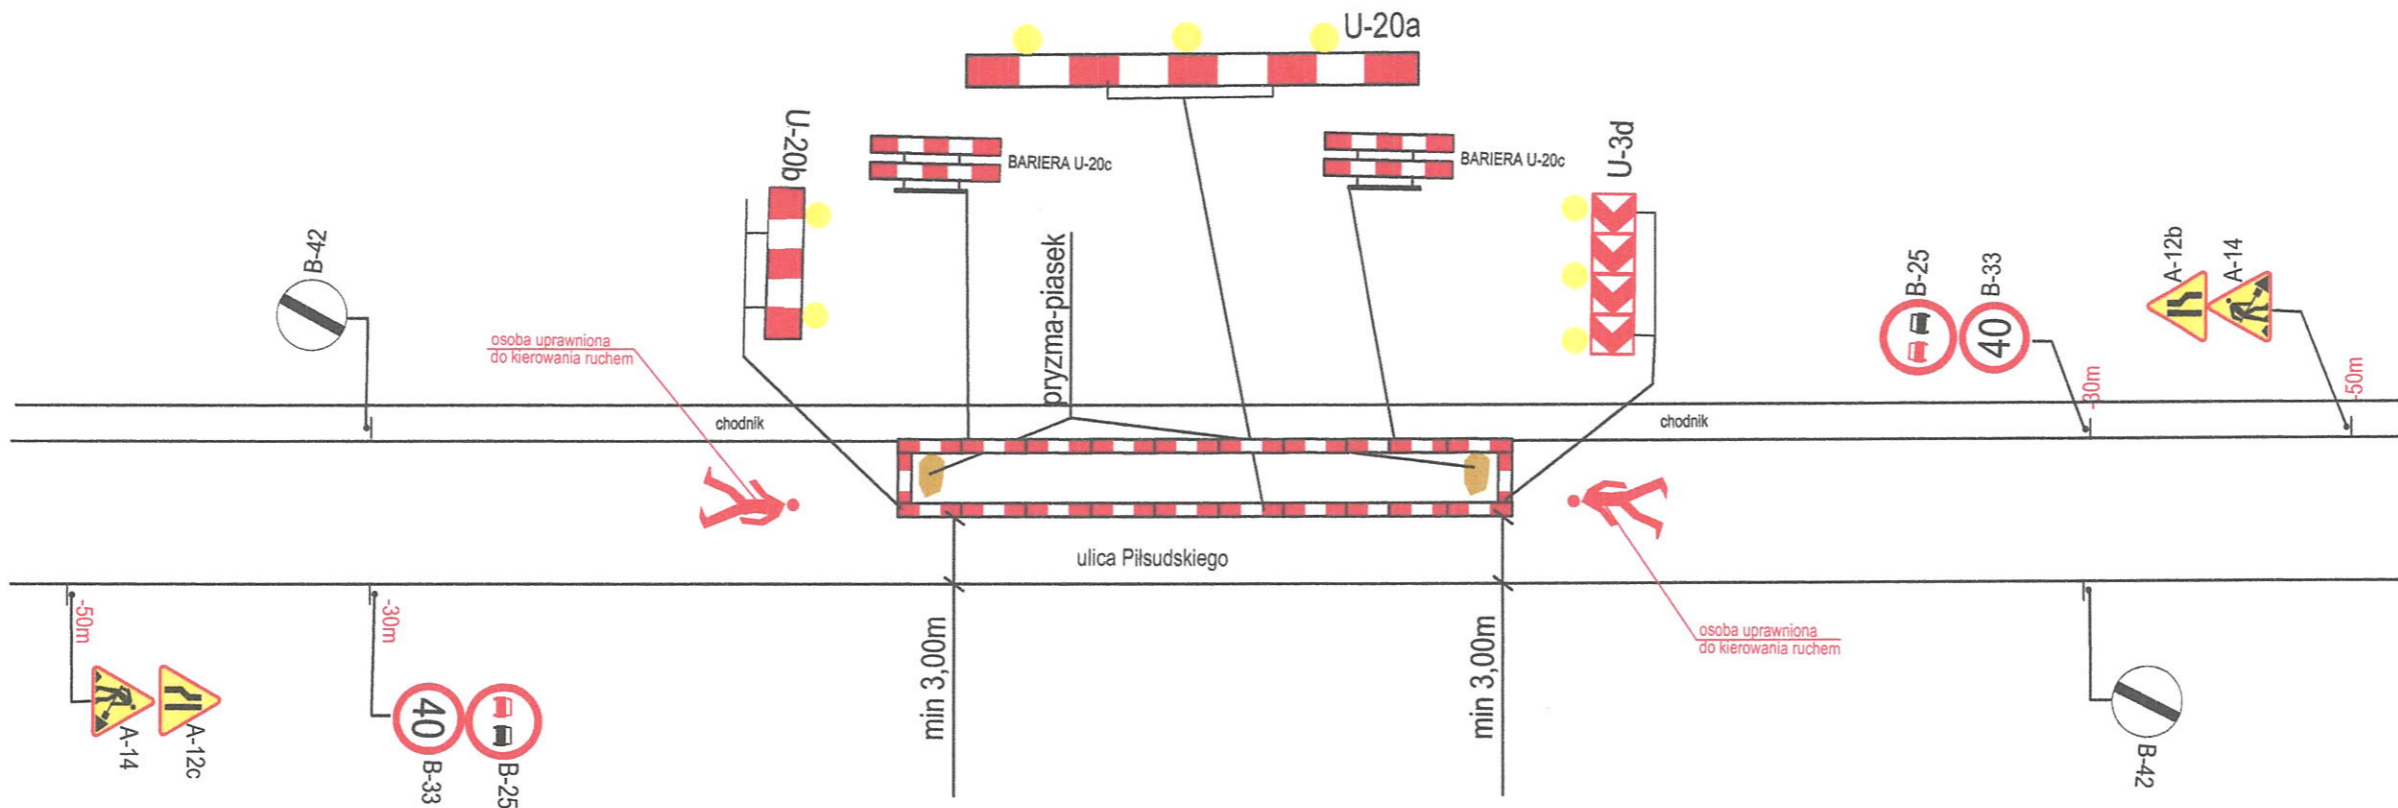 U-20a
U-20b
BARIERA U-20c
BARIERA U-20c
U-3d
B-42
osoba uprawniona
do kierowania ruchem
pryzma-piasek
B-25
B-33
40
A-12b
A-14
-30m
-50m
chodnik
chodnik
ulica Piłsudskiego
-50m
-30m
min 3,00m
min 3,00m
osoba uprawniona
do kierowania ruchem
A-14
A-12c
40
B-33
B-25
B-42